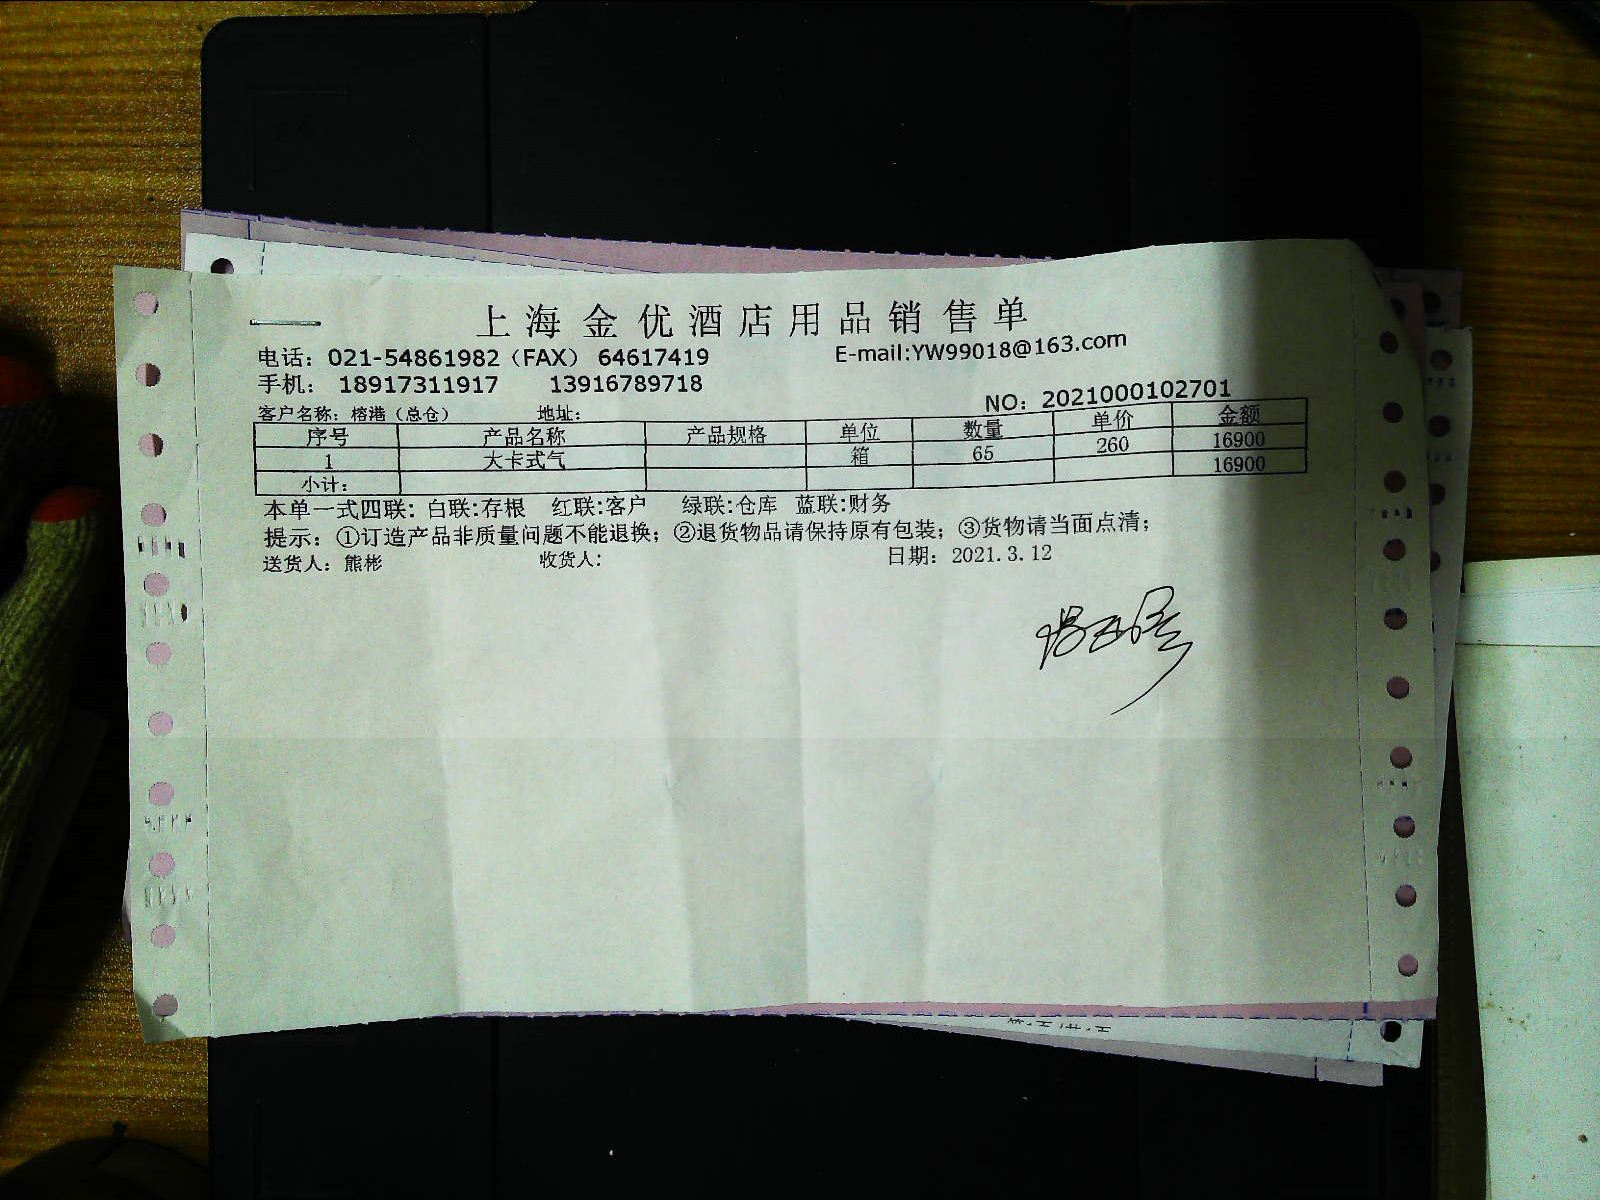 上海金优酒店用品销售单
电话：021-54861982（FAX） 64617419 E-mail:YW99018@163.com
手机： 18917311917 13916789718
NO：2021000102701
客户名称：榕港（总仓） 地址：
序号 产品名称 产品规格 单位 数量 单价 金额
1 大卡式气 箱 65 260 16900
小计： 16900
本单一式四联：白联:存根 红联:客户 绿联:仓库 蓝联:财务
提示：①订造产品非质量问题不能退换；②退货物品请保持原有包装；③货物请当面点清；
送货人：熊彬 收货人： 日期：2021.3.12